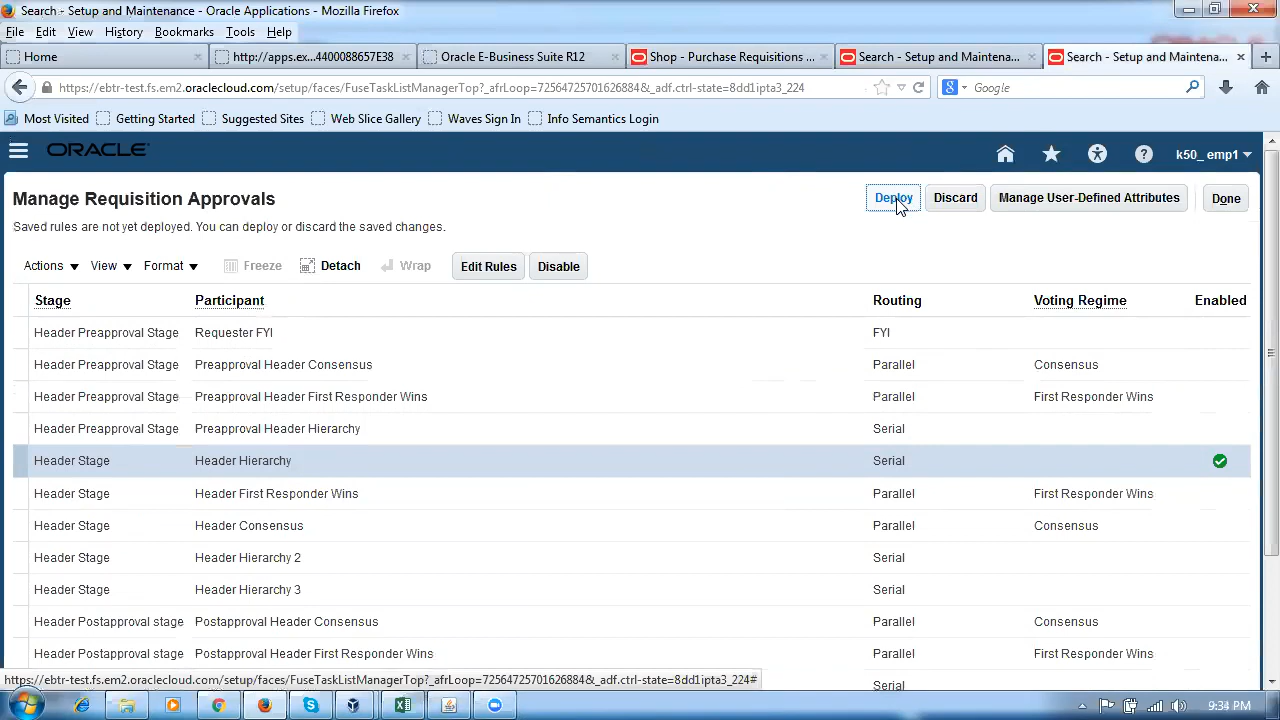 Search - Setup and Maintenance - Oracle Applications - Mozilla Firefox
File Edit View History Bookmarks Tools Help
Home http://apps.ex...4400088657E38 Oracle E-Business Suite R12 Shop - Purchase Requisitions ... Search - Setup and Maintena... Search - Setup and Maintena...
https://ebtr-test.fs.em2.oraclecloud.com/setup/faces/FuseTaskListManagerTop?_afrLoop=72564725701626884&_adf.ctrl-state=8dd1ipta3_224 Google
Most Visited Getting Started Suggested Sites Web Slice Gallery Waves Sign In Info Semantics Corporation
ORACLE k50_ emp1
Manage Requisition Approvals Deploy Discard Manage User-Defined Attributes Done
Saved rules are not yet deployed. You can deploy or discard the saved changes.
Actions View Format Freeze Detach Wrap Edit Rules Disable
Stage Participant Routing Voting Regime Enabled
Header Preapproval Stage Requester FYI FYI
Header Preapproval Stage Preapproval Header Consensus Parallel Consensus
Header Preapproval Stage Preapproval Header First Responder Wins Parallel First Responder Wins
Header Preapproval Stage Preapproval Header Hierarchy Serial
Header Stage Header Hierarchy Serial
Header Stage Header First Responder Wins Parallel First Responder Wins
Header Stage Header Consensus Parallel Consensus
Header Stage Header Hierarchy 2 Serial
Header Stage Header Hierarchy 3 Serial
Header Postapproval stage Postapproval Header Consensus Parallel Consensus
Header Postapproval stage Postapproval Header First Responder Wins Parallel First Responder Wins
https://ebtr-test.fs.em2.oraclecloud.com/setup/faces/FuseTaskListManagerTop?_afrLoop=72564725701626884&_adf.ctrl-state=8dd1ipta3_224# Serial
9:34 PM